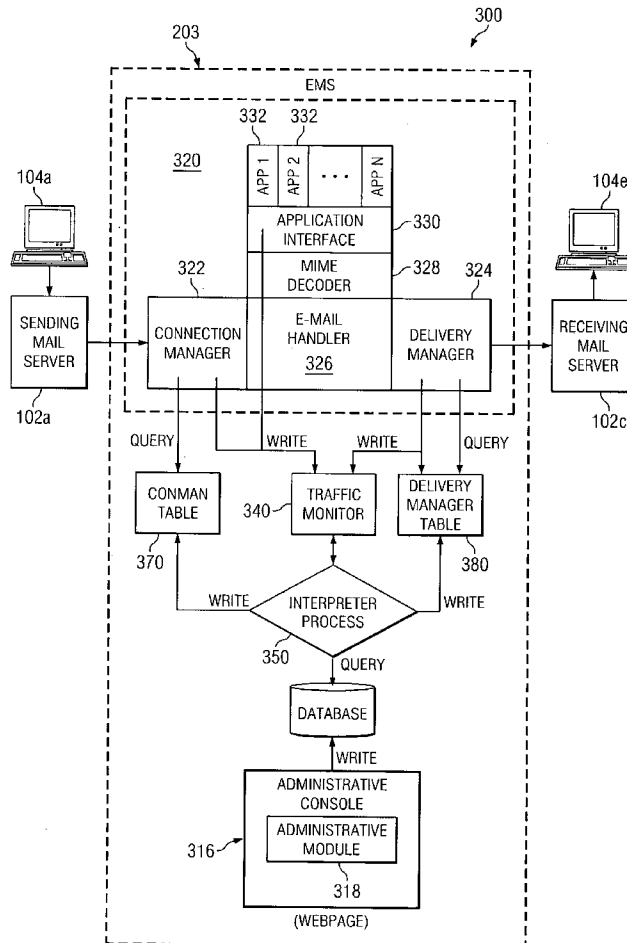 300
203
EMS
332 332
320
APP 1 APP 2 ... APP N
104a
104e
APPLICATION
INTERFACE
330
322
MIME
DECODER
328
324
SENDING
MAIL
SERVER
CONNECTION
MANAGER
E-MAIL
HANDLER
326
DELIVERY
MANAGER
RECEIVING
MAIL
SERVER
102a
102c
QUERY
WRITE
WRITE
QUERY
CONMAN
TABLE
370
340
TRAFFIC
MONITOR
DELIVERY
MANAGER
TABLE
380
WRITE
INTERPRETER
PROCESS
WRITE
350
QUERY
DATABASE
WRITE
ADMINISTRATIVE
CONSOLE
ADMINISTRATIVE
MODULE
316
318
(WEBPAGE)